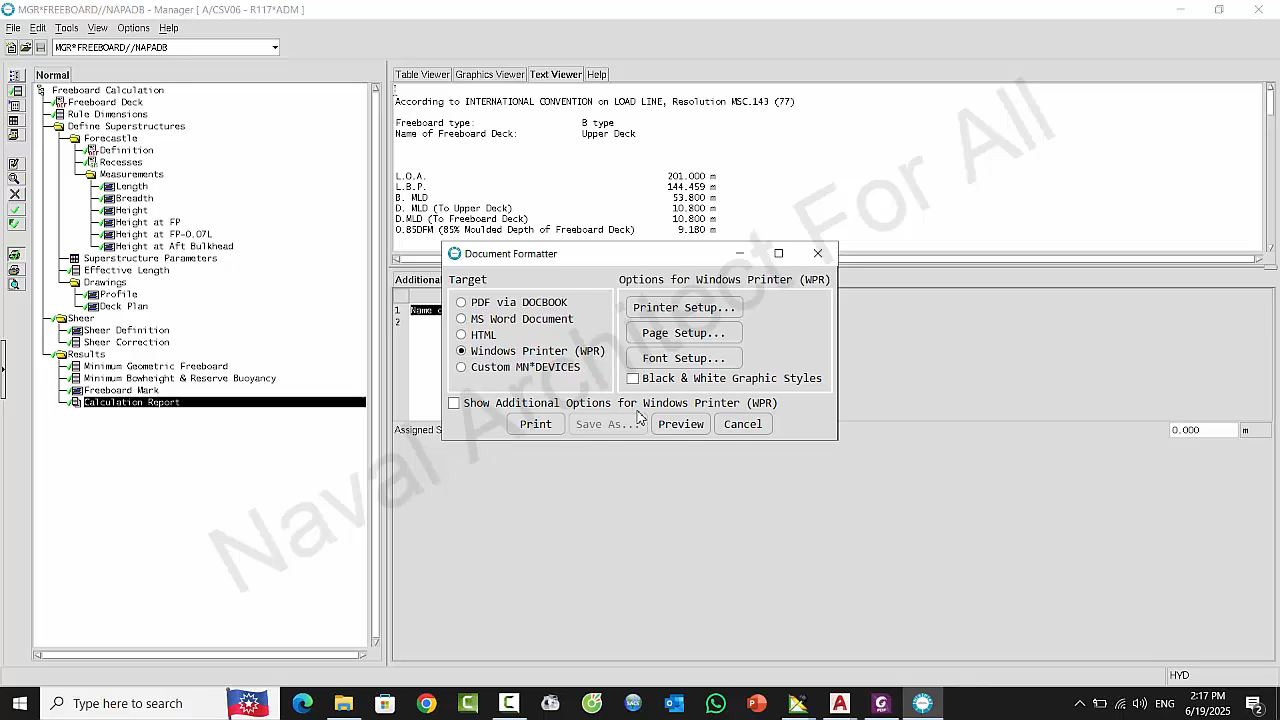 MGR*FREEBOARD//NAPADB - Manager [ A/CSV06 - R117*ADM ]
File Edit Tools View Options Help
MGR*FREEBOARD//NAPADB
Normal
Freeboard Calculation
Freeboard Deck
Rule Dimensions
Define Superstructures
Forecastle
Definition
Recesses
Measurements
Length
Breadth
Height
Height at FP
Height at FP-0.07L
Height at Aft Bulkhead
Superstructure Parameters
Effective Length
Drawings
Profile
Deck Plan
Sheer
Sheer Definition
Sheer Correction
Results
Minimum Geometric Freeboard
Minimum Bowheight & Reserve Buoyancy
Freeboard Mark
Calculation Report
Table Viewer Graphics Viewer Text Viewer Help
According to INTERNATIONAL CONVENTION on LOAD LINE, Resolution MSC.143 (77)
Freeboard type: B type
Name of Freeboard Deck: Upper Deck
L.O.A. 201.000 m
L.B.P. 144.459 m
B. MLD 53.800 m
D. MLD (To Upper Deck) 10.800 m
D.MLD (To Freeboard Deck) 10.800 m
0.85DFM (85% Moulded Depth of Freeboard Deck) 9.180 m
Additional
1 Name
2
Assigned S
0.000 m
Document Formatter
Target
PDF via DOCBOOK
MS Word Document
HTML
Windows Printer (WPR)
Custom MN*DEVICES
Options for Windows Printer (WPR)
Printer Setup...
Page Setup...
Font Setup...
Black & White Graphic Styles
Show Additional Options for Windows Printer (WPR)
Print Save As... Preview Cancel
Naval Architect For All
HYD
Type here to search
ENG
2:17 PM
6/19/2025
2